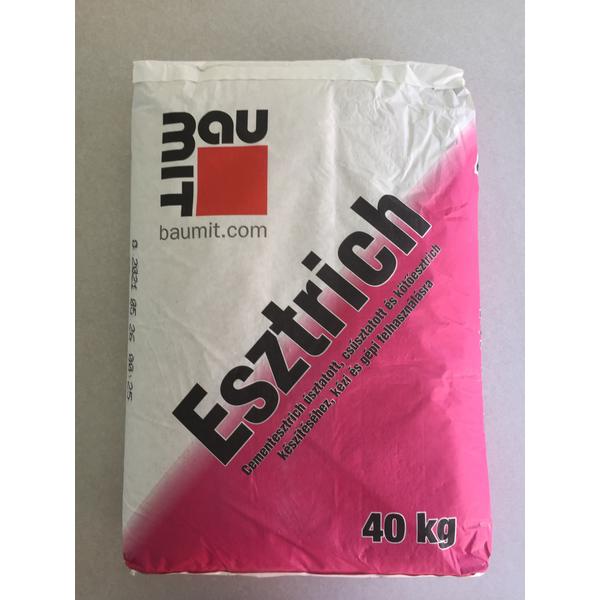 bau
MIT
baumit.com
Esztrich
Cementesztrich úsztatott, csúsztatott és kötőesztrich
készítéséhez, kézi és gépi felhasználásra
40 kg
0 2021 05 26 00:25